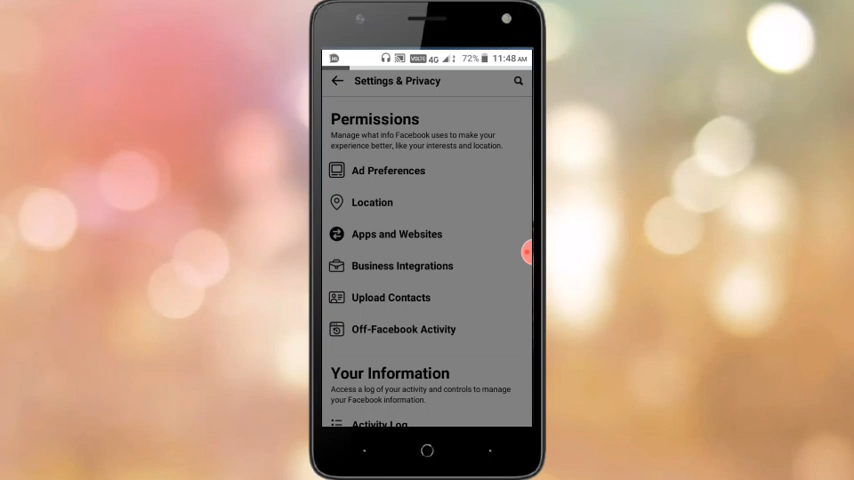 VOLTE 4G 72% 11:48 AM
Settings & Privacy
Permissions
Manage what info Facebook uses to make your
experience better, like your interests and location.
Ad Preferences
Location
Apps and Websites
Business Integrations
Upload Contacts
Off-Facebook Activity
Your Information
Access a log of your activity and controls to manage
your Facebook information.
Activity Log